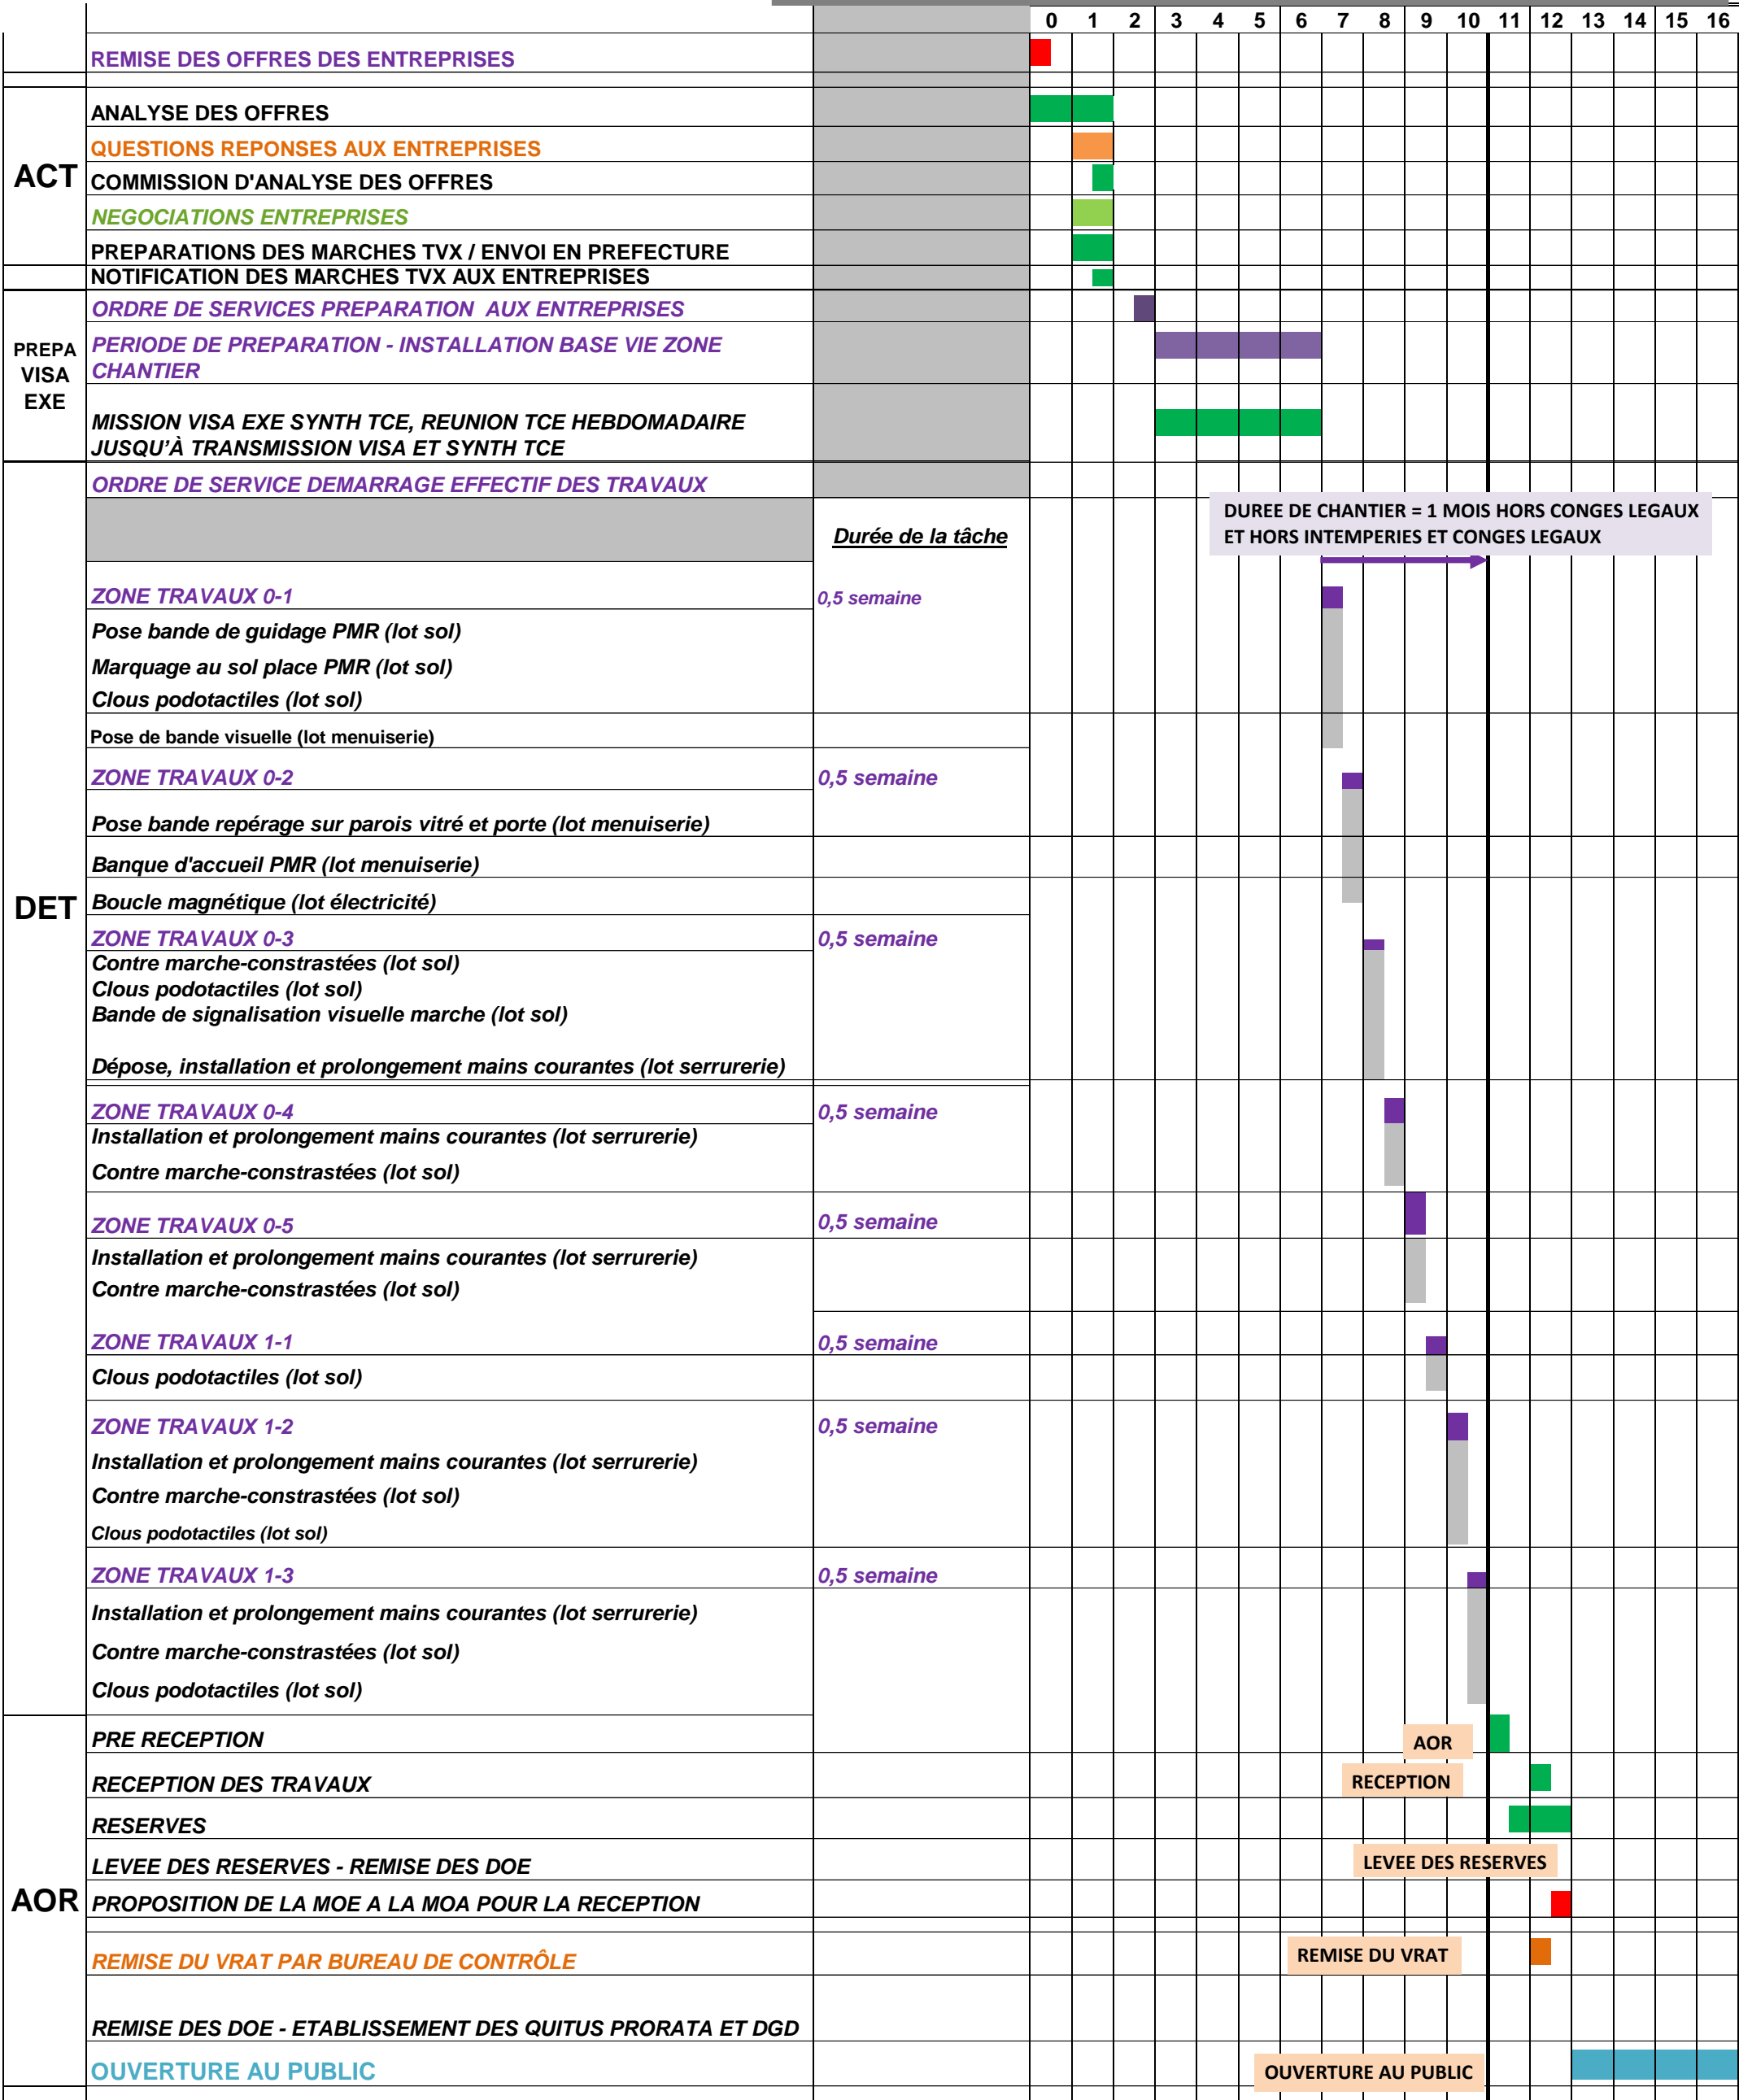 0 1 2 3 4 5 6 7 8 9 10 11 12 13 14 15 16
REMISE DES OFFRES DES ENTREPRISES
ACT
ANALYSE DES OFFRES
QUESTIONS REPONSES AUX ENTREPRISES
COMMISSION D'ANALYSE DES OFFRES
NEGOCIATIONS ENTREPRISES
PREPARATIONS DES MARCHES TVX / ENVOI EN PREFECTURE
NOTIFICATION DES MARCHES TVX AUX ENTREPRISES
PREPA
VISA
EXE
ORDRE DE SERVICES PREPARATION AUX ENTREPRISES
PERIODE DE PREPARATION - INSTALLATION BASE VIE ZONE
CHANTIER
MISSION VISA EXE SYNTH TCE, REUNION TCE HEBDOMADAIRE
JUSQU'À TRANSMISSION VISA ET SYNTH TCE
DET
ORDRE DE SERVICE DEMARRAGE EFFECTIF DES TRAVAUX
Durée de la tâche
DUREE DE CHANTIER = 1 MOIS HORS CONGES LEGAUX
ET HORS INTEMPERIES ET CONGES LEGAUX
ZONE TRAVAUX 0-1 0,5 semaine
Pose bande de guidage PMR (lot sol)
Marquage au sol place PMR (lot sol)
Clous podotactiles (lot sol)
Pose de bande visuelle (lot menuiserie)
ZONE TRAVAUX 0-2 0,5 semaine
Pose bande repérage sur parois vitré et porte (lot menuiserie)
Banque d'accueil PMR (lot menuiserie)
Boucle magnétique (lot électricité)
ZONE TRAVAUX 0-3 0,5 semaine
Contre marche-constrastées (lot sol)
Clous podotactiles (lot sol)
Bande de signalisation visuelle marche (lot sol)
Dépose, installation et prolongement mains courantes (lot serrurerie)
ZONE TRAVAUX 0-4 0,5 semaine
Installation et prolongement mains courantes (lot serrurerie)
Contre marche-constrastées (lot sol)
ZONE TRAVAUX 0-5 0,5 semaine
Installation et prolongement mains courantes (lot serrurerie)
Contre marche-constrastées (lot sol)
ZONE TRAVAUX 1-1 0,5 semaine
Clous podotactiles (lot sol)
ZONE TRAVAUX 1-2 0,5 semaine
Installation et prolongement mains courantes (lot serrurerie)
Contre marche-constrastées (lot sol)
Clous podotactiles (lot sol)
ZONE TRAVAUX 1-3 0,5 semaine
Installation et prolongement mains courantes (lot serrurerie)
Contre marche-constrastées (lot sol)
Clous podotactiles (lot sol)
AOR
PRE RECEPTION AOR
RECEPTION DES TRAVAUX RECEPTION
RESERVES
LEVEE DES RESERVES - REMISE DES DOE LEVEE DES RESERVES
PROPOSITION DE LA MOE A LA MOA POUR LA RECEPTION
REMISE DU VRAT PAR BUREAU DE CONTRÔLE REMISE DU VRAT
REMISE DES DOE - ETABLISSEMENT DES QUITUS PRORATA ET DGD
OUVERTURE AU PUBLIC OUVERTURE AU PUBLIC